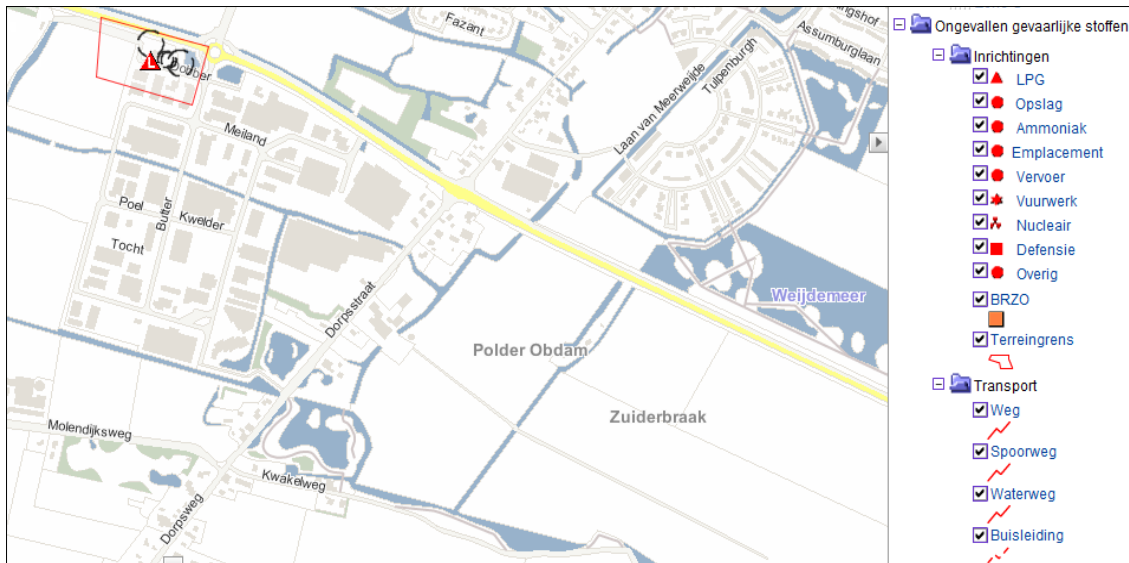 Fazant
ingshof
Assumburglaan
Tulpenburgh
Laan van Meerweijde
L
Meiland
Poel
Kwelder
Butter
Tocht
Dorpsstraat
Weijdemeer
Polder Obdam
Zuiderbraak
Molendijksweg
Kwakelweg
Dorpsweg
Ongevallen gevaarlijke stoffen
Inrichtingen
LPG
Opslag
Ammoniak
Emplacement
Vervoer
Vuurwerk
Nucleair
Defensie
Overig
BRZO
Terreingrens
Transport
Weg
Spoorweg
Waterweg
Buisleiding